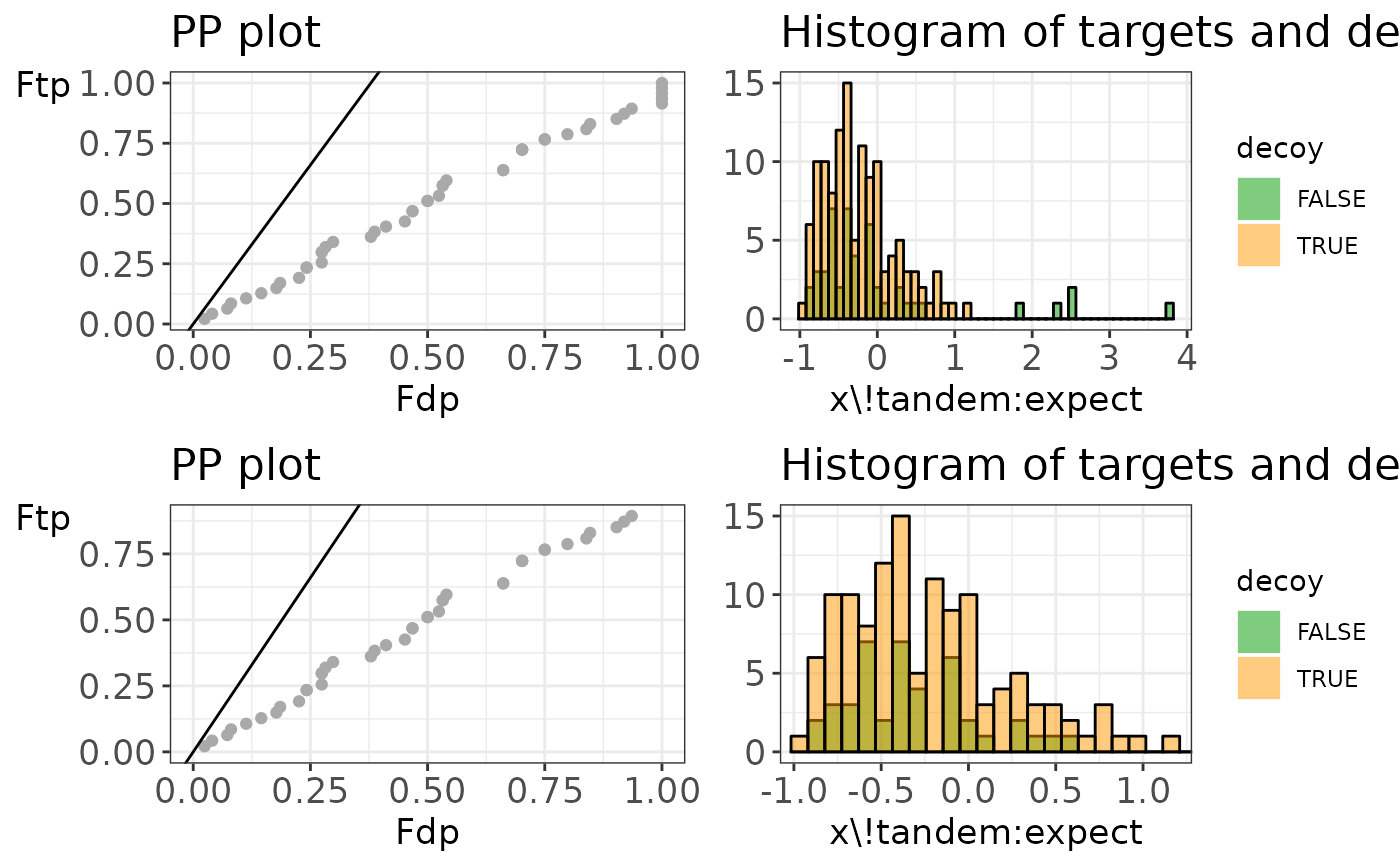 PP plot
Ftp
1.00
0.75
0.50
0.25
0.00
0.00 0.25 0.50 0.75 1.00
Fdp
Histogram of targets and de
15
10
5
0
-1 0 1 2 3 4
x\!tandem:expect
decoy
FALSE
TRUE
PP plot
Ftp
0.75
0.50
0.25
0.00
0.00 0.25 0.50 0.75 1.00
Fdp
Histogram of targets and de
15
10
5
0
-1.0 -0.5 0.0 0.5 1.0
x\!tandem:expect
decoy
FALSE
TRUE